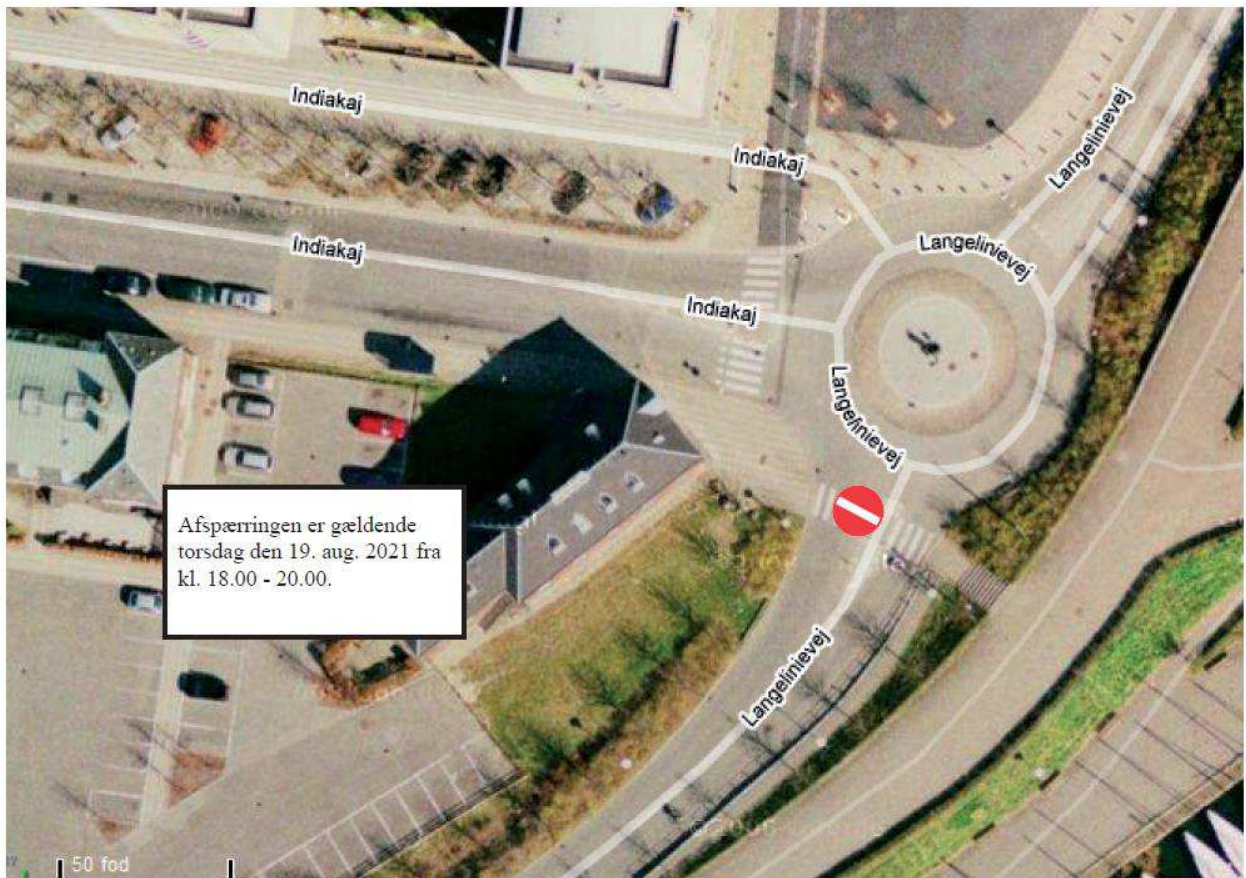 Indiakaj
Indiakaj
Langelinievej
Langelinievej
Indiakaj
Indiakaj
Langelinievej
Afspærringen er gældende
torsdag den 19. aug. 2021 fra
kl. 18.00 - 20.00.
Langelinievej
50 fod